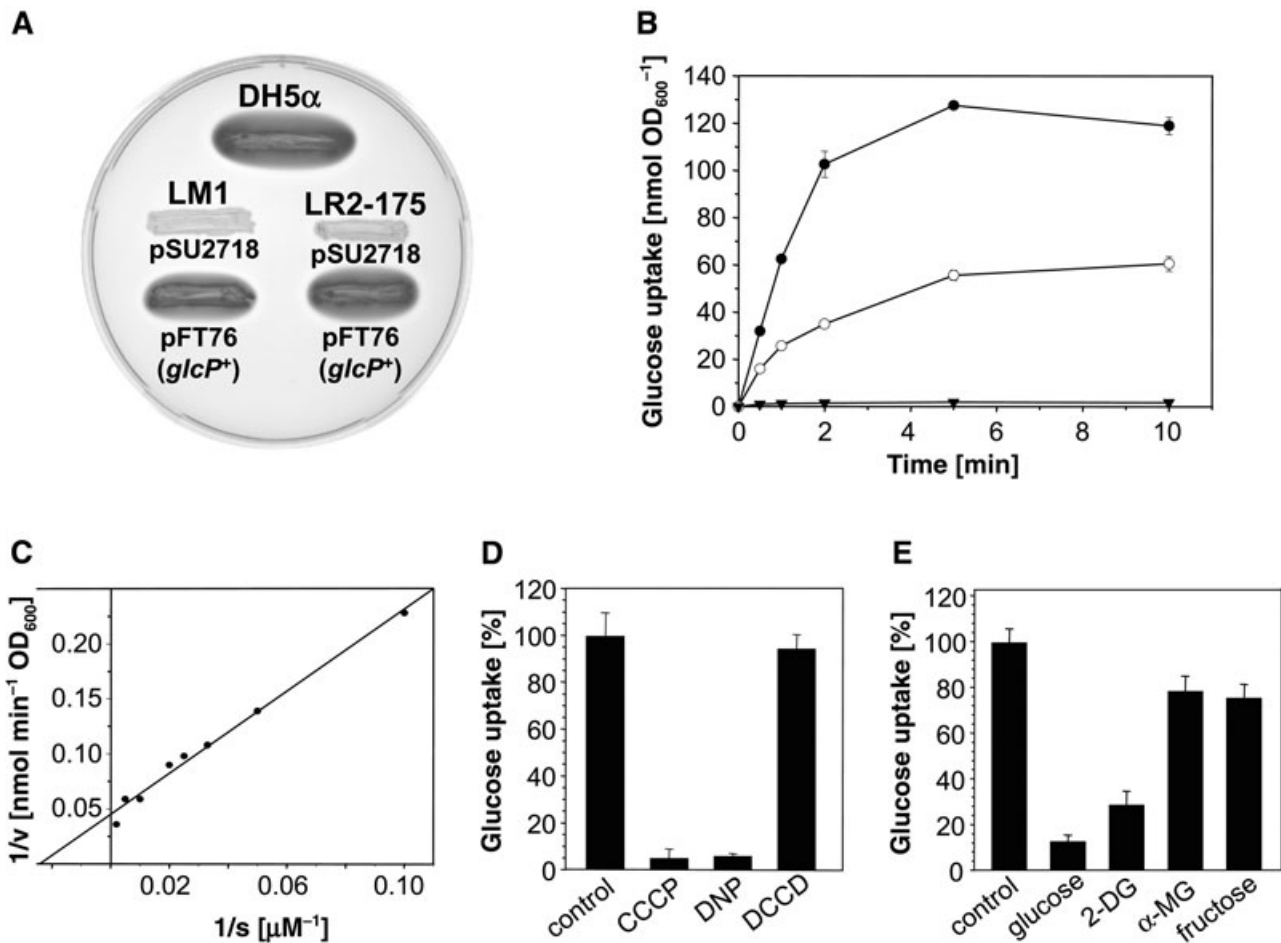 A
DH5α
LM1
LR2-175
pSU2718
pSU2718
pFT76
(glcP⁺)
pFT76
(glcP⁺)
B
Glucose uptake [nmol OD₆₀₀⁻¹]
140
120
100
80
60
40
20
0
0 2 4 6 8 10
Time [min]
C
1/v [nmol min⁻¹ OD₆₀₀]
0.20
0.15
0.10
0.05
0.02 0.06 0.10
1/s [μM⁻¹]
D
Glucose uptake [%]
120
100
80
60
40
20
0
control
CCCP
DNP
DCCD
E
Glucose uptake [%]
120
100
80
60
40
20
0
control
glucose
2-DG
α-MG
fructose